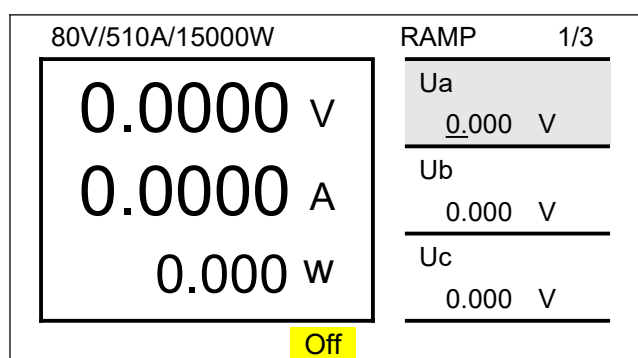 80V/510A/15000W RAMP 1/3
0.0000 V
0.0000 A
0.000 W
Off
Ua
0.000 V
Ub
0.000 V
Uc
0.000 V